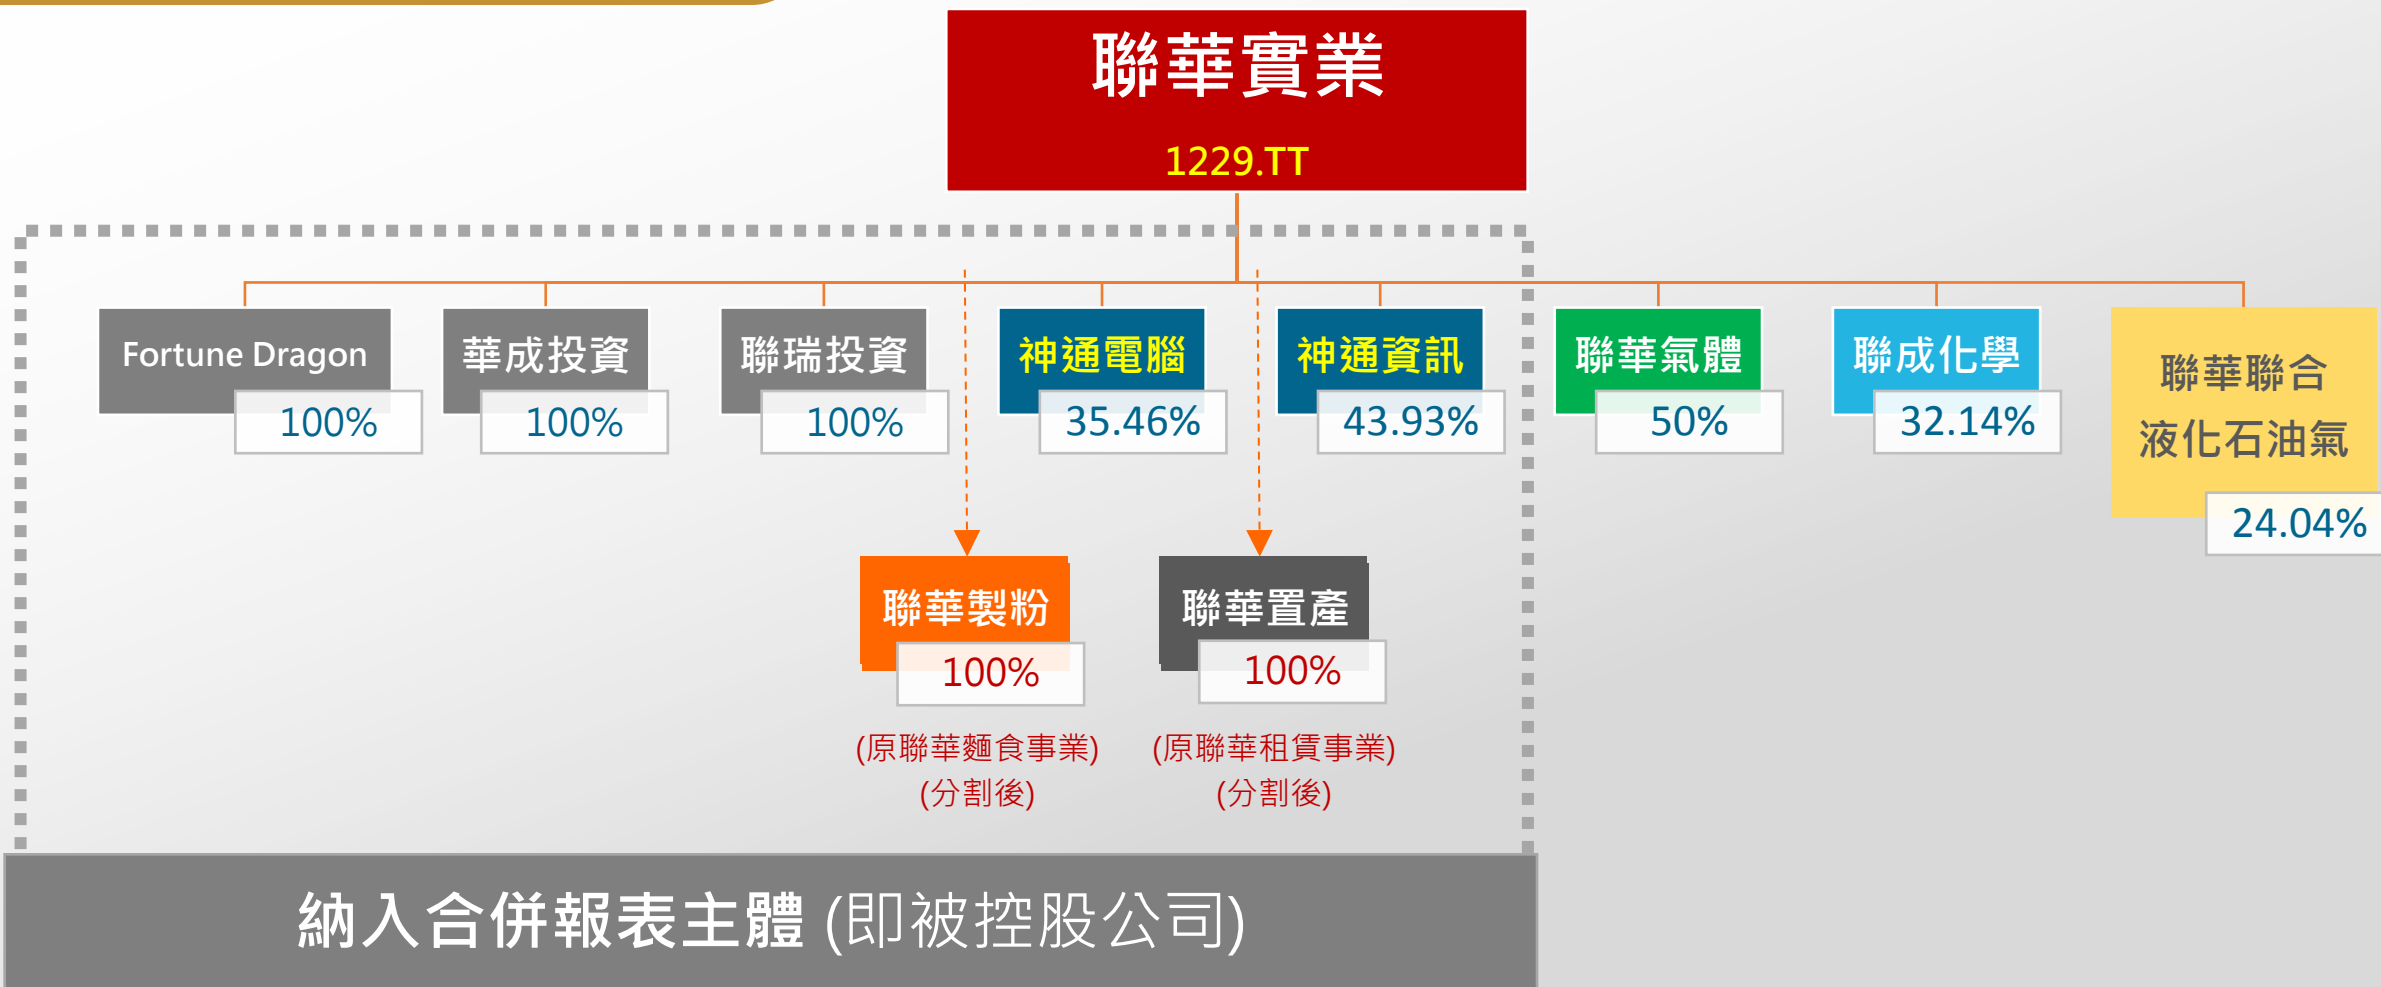 聯華實業
1229.TT
Fortune Dragon
100%
華成投資
100%
聯瑞投資
100%
神通電腦
35.46%
神通資訊
43.93%
聯華氣體
50%
聯成化學
32.14%
聯華聯合
液化石油氣
24.04%
聯華製粉
100%
(原聯華麵食事業)
(分割後)
聯華置產
100%
(原聯華租賃事業)
(分割後)
納入合併報表主體 (即被控股公司)